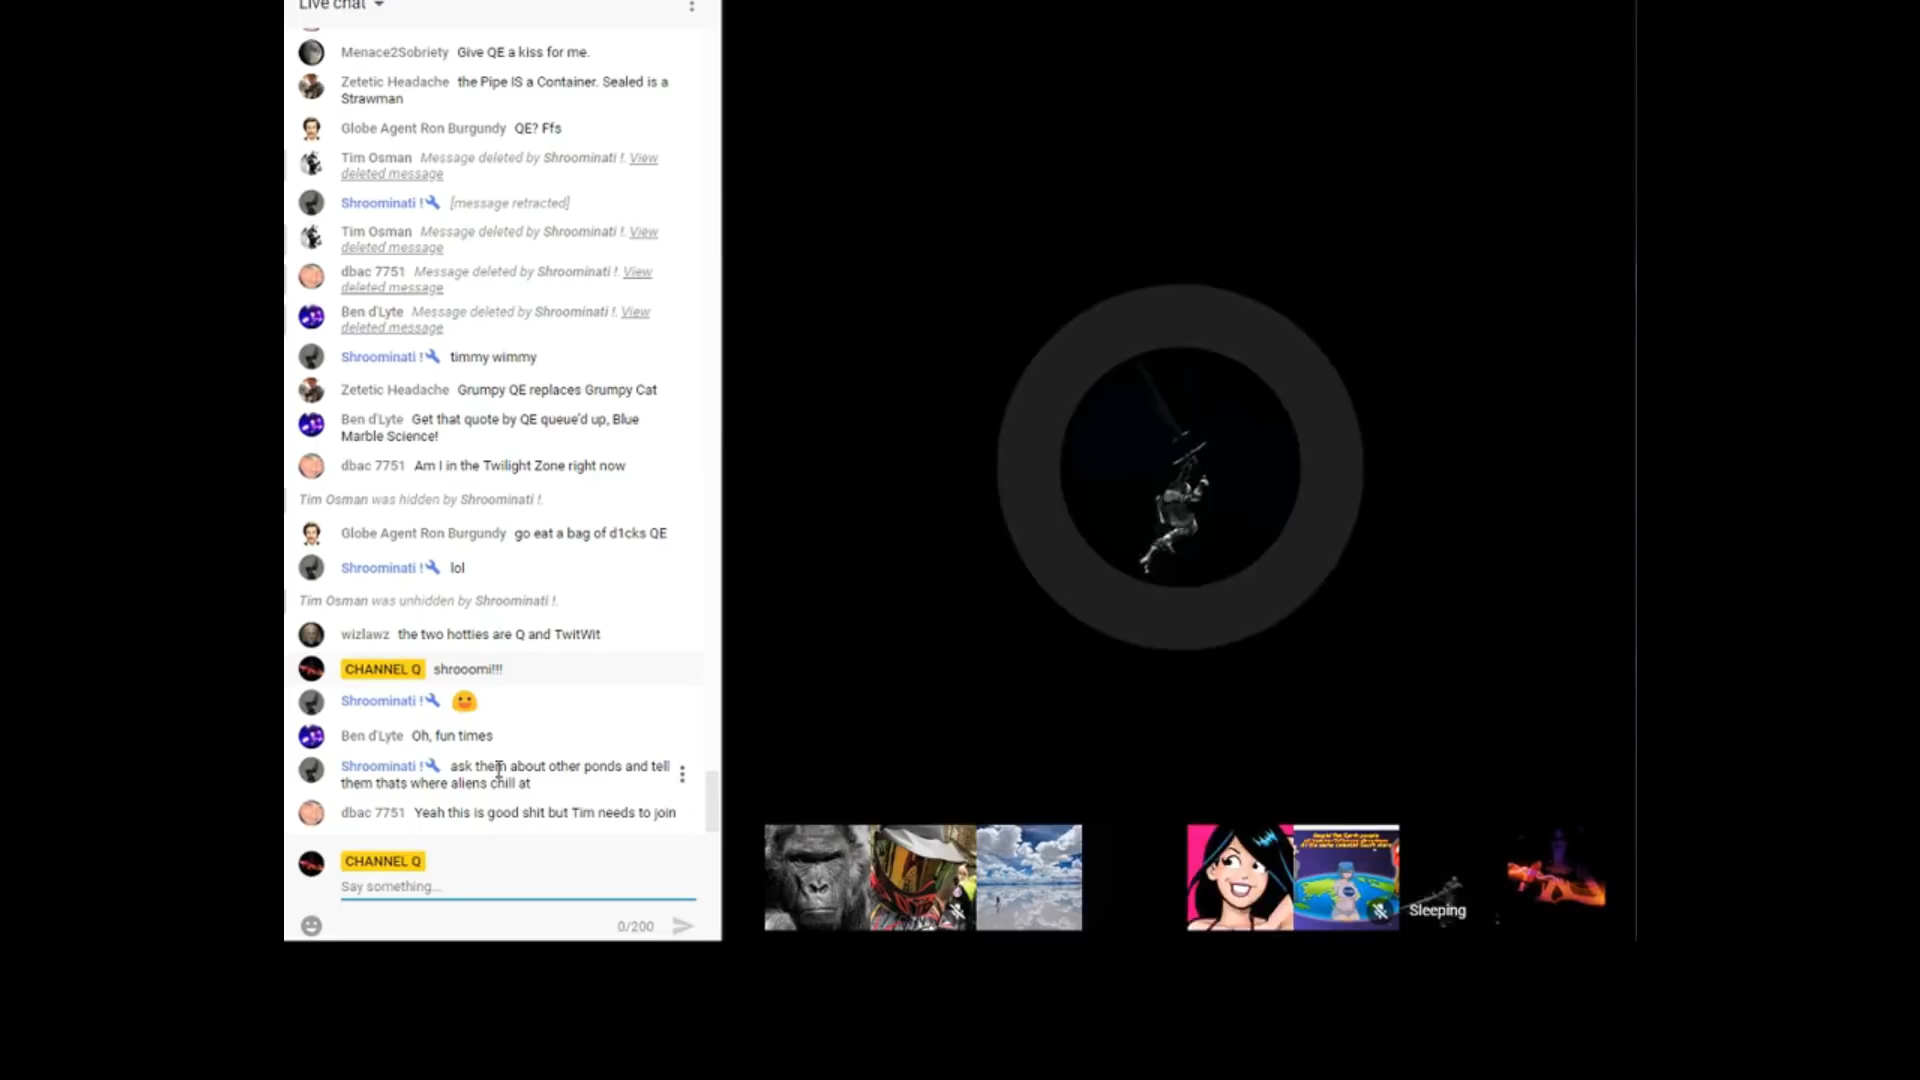 Live chat
Menace2Sobriety Give QE a kiss for me.
Zetetic Headache the Pipe IS a Container. Sealed is a
Strawman
Globe Agent Ron Burgundy QE? Ffs
Tim Osman Message deleted by Shroominati !. View
deleted message
Shroominati ! [message retracted]
Tim Osman Message deleted by Shroominati !. View
deleted message
dbac 7751 Message deleted by Shroominati !. View
deleted message
Ben d'Lyte Message deleted by Shroominati !. View
deleted message
Shroominati ! timmy wimmy
Zetetic Headache Grumpy QE replaces Grumpy Cat
Ben d'Lyte Get that quote by QE queue'd up, Blue
Marble Science!
dbac 7751 Am I in the Twilight Zone right now
Tim Osman was hidden by Shroominati !.
Globe Agent Ron Burgundy go eat a bag of d1cks QE
Shroominati ! lol
Tim Osman was unhidden by Shroominati !.
wizlawz the two hotties are Q and TwitWit
CHANNEL Q shrooomi!!!
Shroominati !
Ben d'Lyte Oh, fun times
Shroominati ! ask them about other ponds and tell
them thats where aliens chill at
dbac 7751 Yeah this is good shit but Tim needs to join
CHANNEL Q
Say something...
0/200
Sleeping